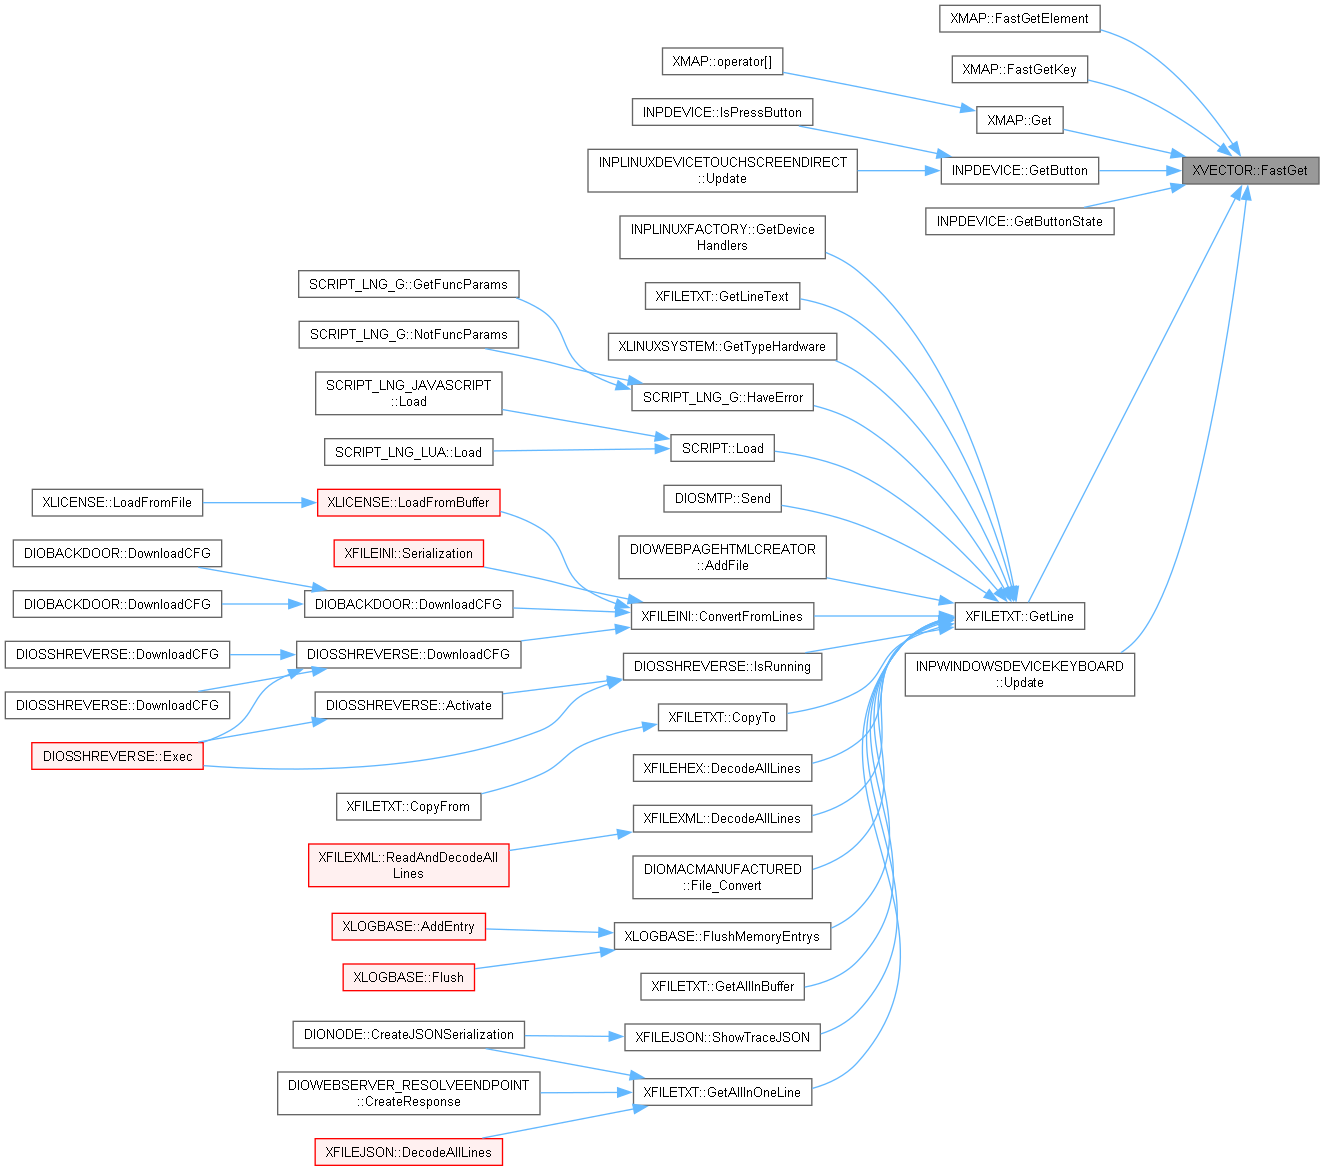 XMAP::FastGetElement
XMAP::operator[]
XMAP::FastGetKey
INPDEVICE::IsPressButton
XMAP::Get
INPLINUXDEVICETOUCHSCREENDIRECT
::Update
INPDEVICE::GetButton
XVECTOR::FastGet
INPDEVICE::GetButtonState
INPLINUXFACTORY::GetDevice
Handlers
SCRIPT_LNG_G::GetFuncParams
XFILETXT::GetLineText
SCRIPT_LNG_G::NotFuncParams
XLINUXSYSTEM::GetTypeHardware
SCRIPT_LNG_JAVASCRIPT
::Load
SCRIPT_LNG_G::HaveError
SCRIPT_LNG_LUA::Load
SCRIPT::Load
XLICENSE::LoadFromFile
XLICENSE::LoadFromBuffer
DIOSMTP::Send
DIOBACKDOOR::DownloadCFG
XFILEINI::Serialization
DIOWEBPAGEHTMLCREATOR
::AddFile
DIOBACKDOOR::DownloadCFG
DIOBACKDOOR::DownloadCFG
XFILEINI::ConvertFromLines
XFILETXT::GetLine
DIOSSHREVERSE::DownloadCFG
DIOSSHREVERSE::DownloadCFG
DIOSSHREVERSE::IsRunning
INPWINDOWSDEVICEKEYBOARD
::Update
DIOSSHREVERSE::DownloadCFG
DIOSSHREVERSE::Activate
XFILETXT::CopyTo
DIOSSHREVERSE::Exec
XFILEHEX::DecodeAllLines
XFILETXT::CopyFrom
XFILEXML::DecodeAllLines
XFILEXML::ReadAndDecodeAll
Lines
DIOMACMANUFACTURED
::File_Convert
XLOGBASE::AddEntry
XLOGBASE::FlushMemoryEntrys
XLOGBASE::Flush
XFILETXT::GetAllInBuffer
DIONODE::CreateJSONSerialization
XFILEJSON::ShowTraceJSON
DIOWEBSERVER_RESOLVEENDPOINT
::CreateResponse
XFILETXT::GetAllInOneLine
XFILEJSON::DecodeAllLines